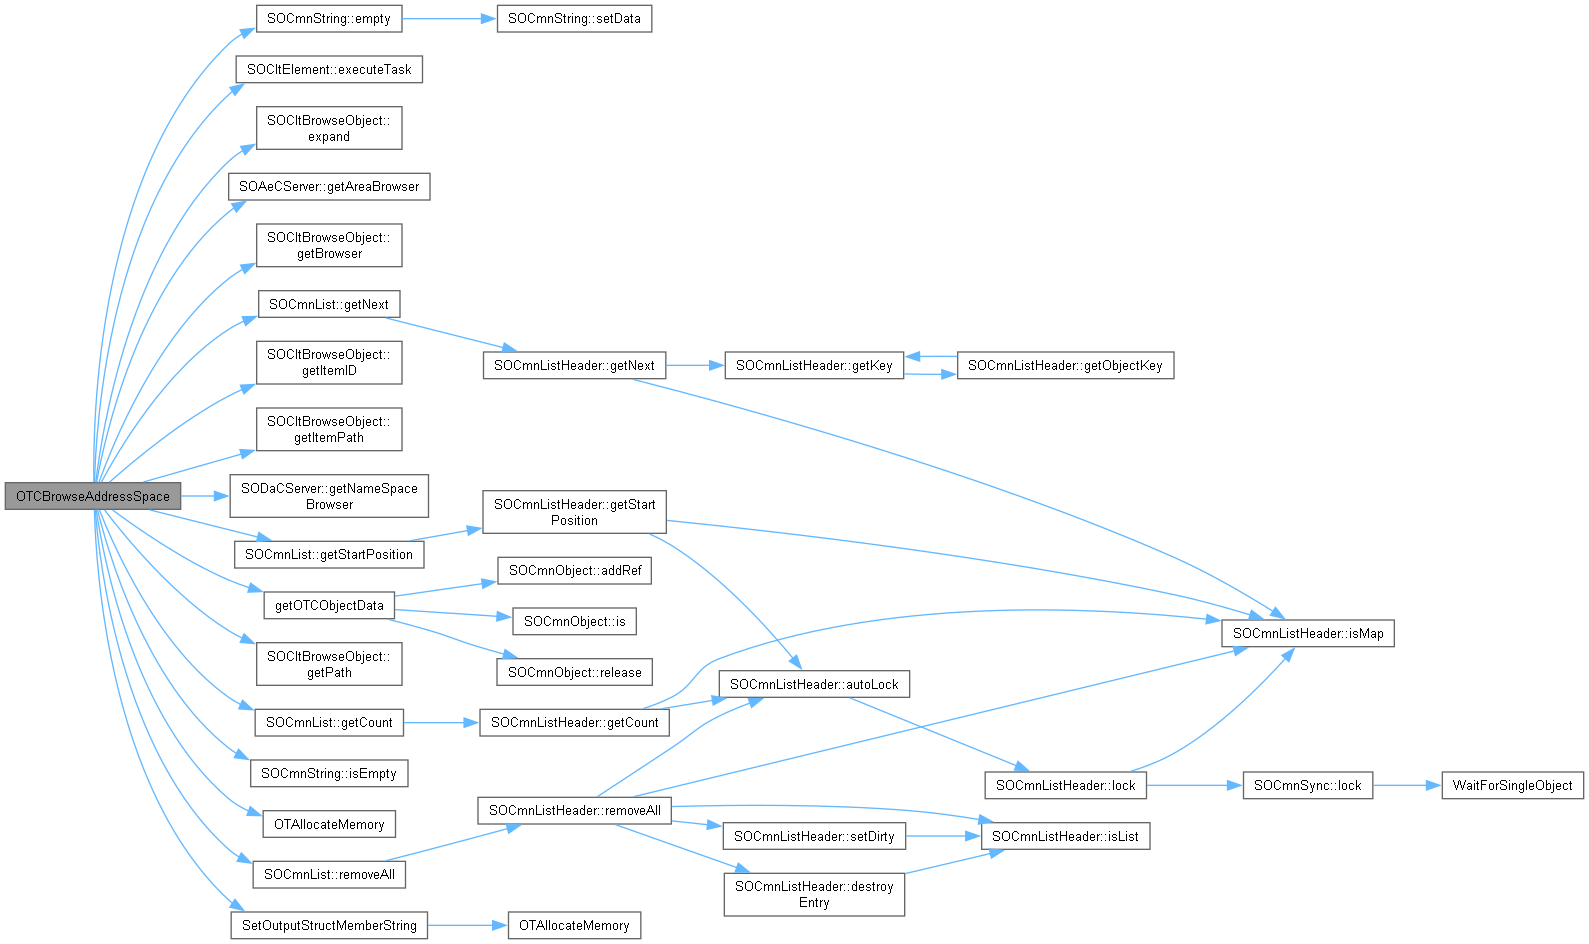 SOCmnString::empty
SOCmnString::setData
SOCltElement::executeTask
SOCltBrowseObject::
expand
SOAeCServer::getAreaBrowser
SOCltBrowseObject::
getBrowser
SOCmnList::getNext
SOCltBrowseObject::
getItemID
SOCmnListHeader::getNext
SOCmnListHeader::getKey
SOCmnListHeader::getObjectKey
SOCltBrowseObject::
getItemPath
OTCBrowseAddressSpace
SODaCServer::getNameSpace
Browser
SOCmnListHeader::getStart
Position
SOCmnList::getStartPosition
SOCmnObject::addRef
getOTCObjectData
SOCmnObject::is
SOCmnListHeader::isMap
SOCltBrowseObject::
getPath
SOCmnObject::release
SOCmnListHeader::autoLock
SOCmnList::getCount
SOCmnListHeader::getCount
SOCmnString::isEmpty
SOCmnListHeader::lock
SOCmnSync::lock
WaitForSingleObject
OTAllocateMemory
SOCmnListHeader::removeAll
SOCmnListHeader::setDirty
SOCmnListHeader::isList
SOCmnList::removeAll
SOCmnListHeader::destroy
Entry
SetOutputStructMemberString
OTAllocateMemory